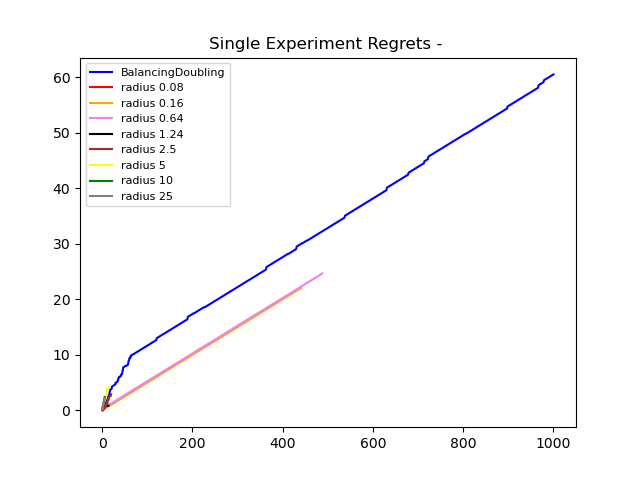 Single Experiment Regrets -
BalancingDoubling
radius 0.08
radius 0.16
radius 0.64
radius 1.24
radius 2.5
radius 5
radius 10
radius 25
60
50
40
30
20
10
0
0 200 400 600 800 1000